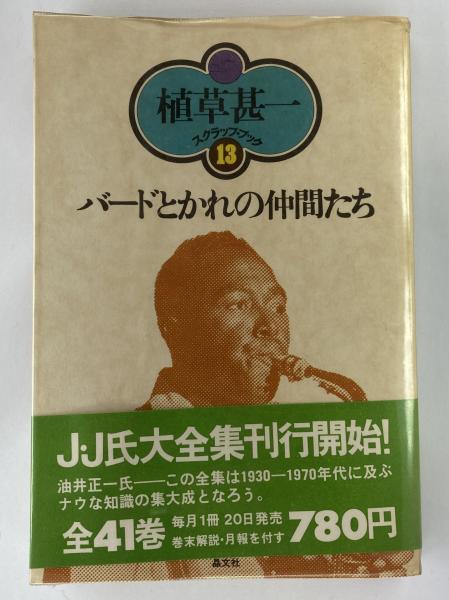 植草甚一
スクラップ・ブック
13
バードとかれの仲間たち
J・J氏大全集刊行開始!
油井正一氏——この全集は1930—1970年代に及ぶ
ナウな知識の集大成となろう。
全41巻 毎月1冊 20日発売 780円
巻末解説・月報を付す
晶文社